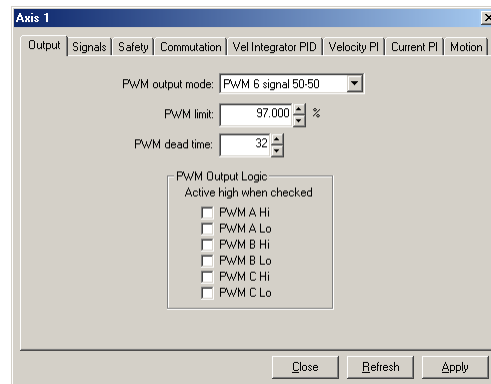 Axis 1
Output Signals Safety Commutation Vel Integrator PID Velocity PI Current PI Motion
PWM output mode: PWM 6 signal 50-50
PWM limit: 97.000 %
PWM dead time: 32
PWM Output Logic
Active high when checked
PWM A Hi
PWM A Lo
PWM B Hi
PWM B Lo
PWM C Hi
PWM C Lo
Close Refresh Apply